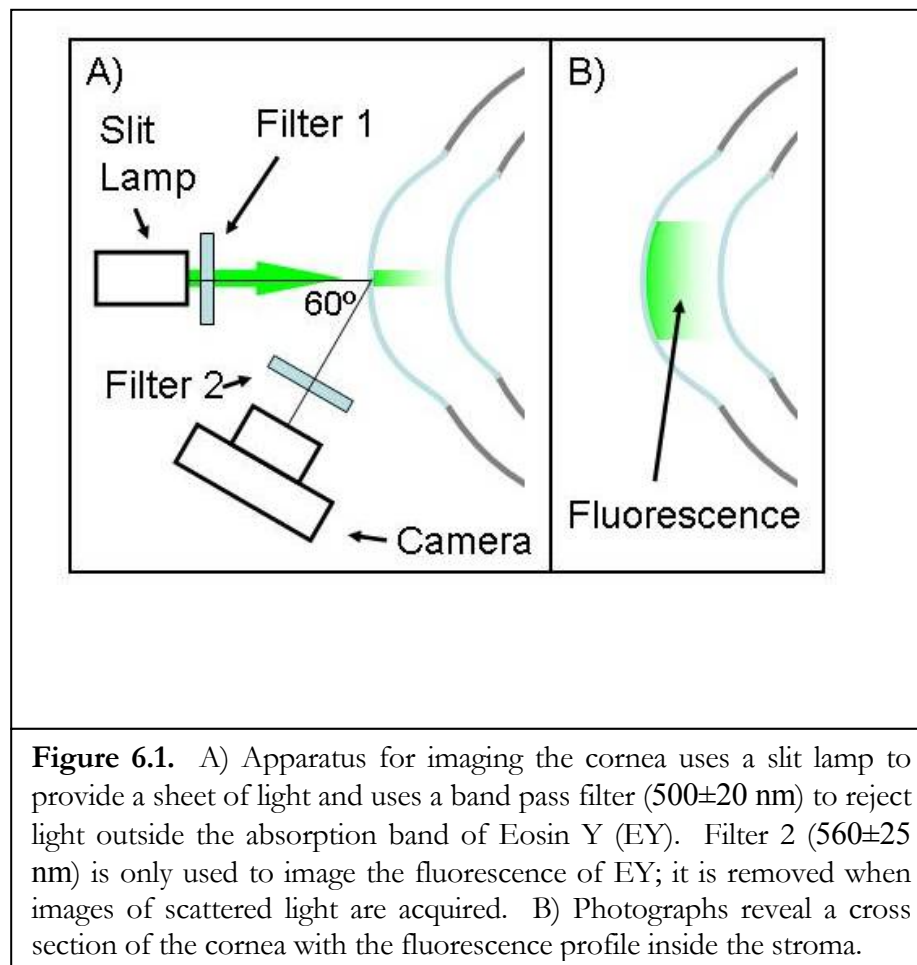 A)
Slit
Lamp
Filter 1
60º
Filter 2
Camera
B)
Fluorescence
Figure 6.1. A) Apparatus for imaging the cornea uses a slit lamp to
provide a sheet of light and uses a band pass filter (500±20 nm) to reject
light outside the absorption band of Eosin Y (EY). Filter 2 (560±25
nm) is only used to image the fluorescence of EY; it is removed when
images of scattered light are acquired. B) Photographs reveal a cross
section of the cornea with the fluorescence profile inside the stroma.